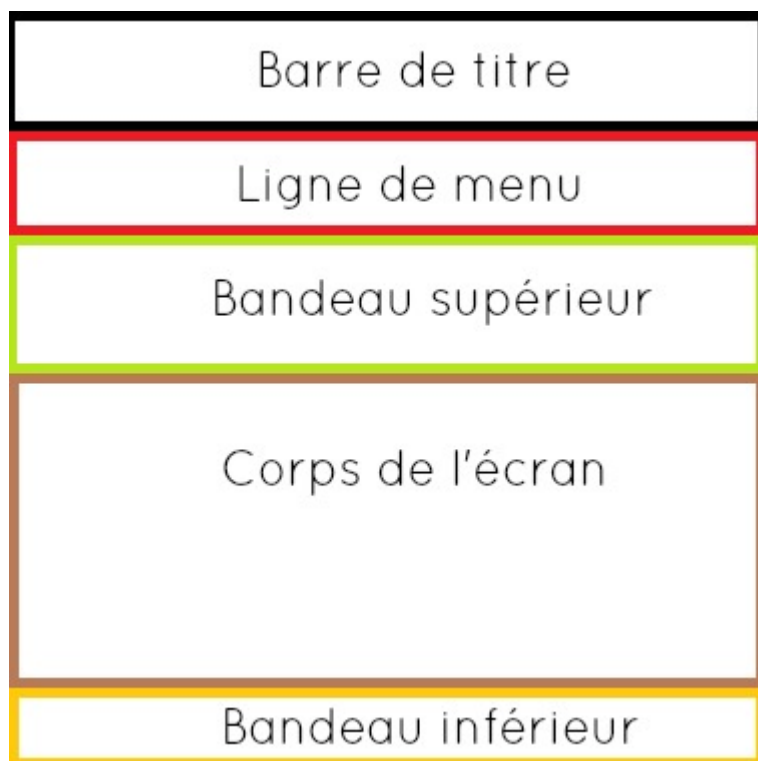 Barre de titre
Ligne de menu
Bandeau supérieur
Corps de l'écran
Bandeau inférieur